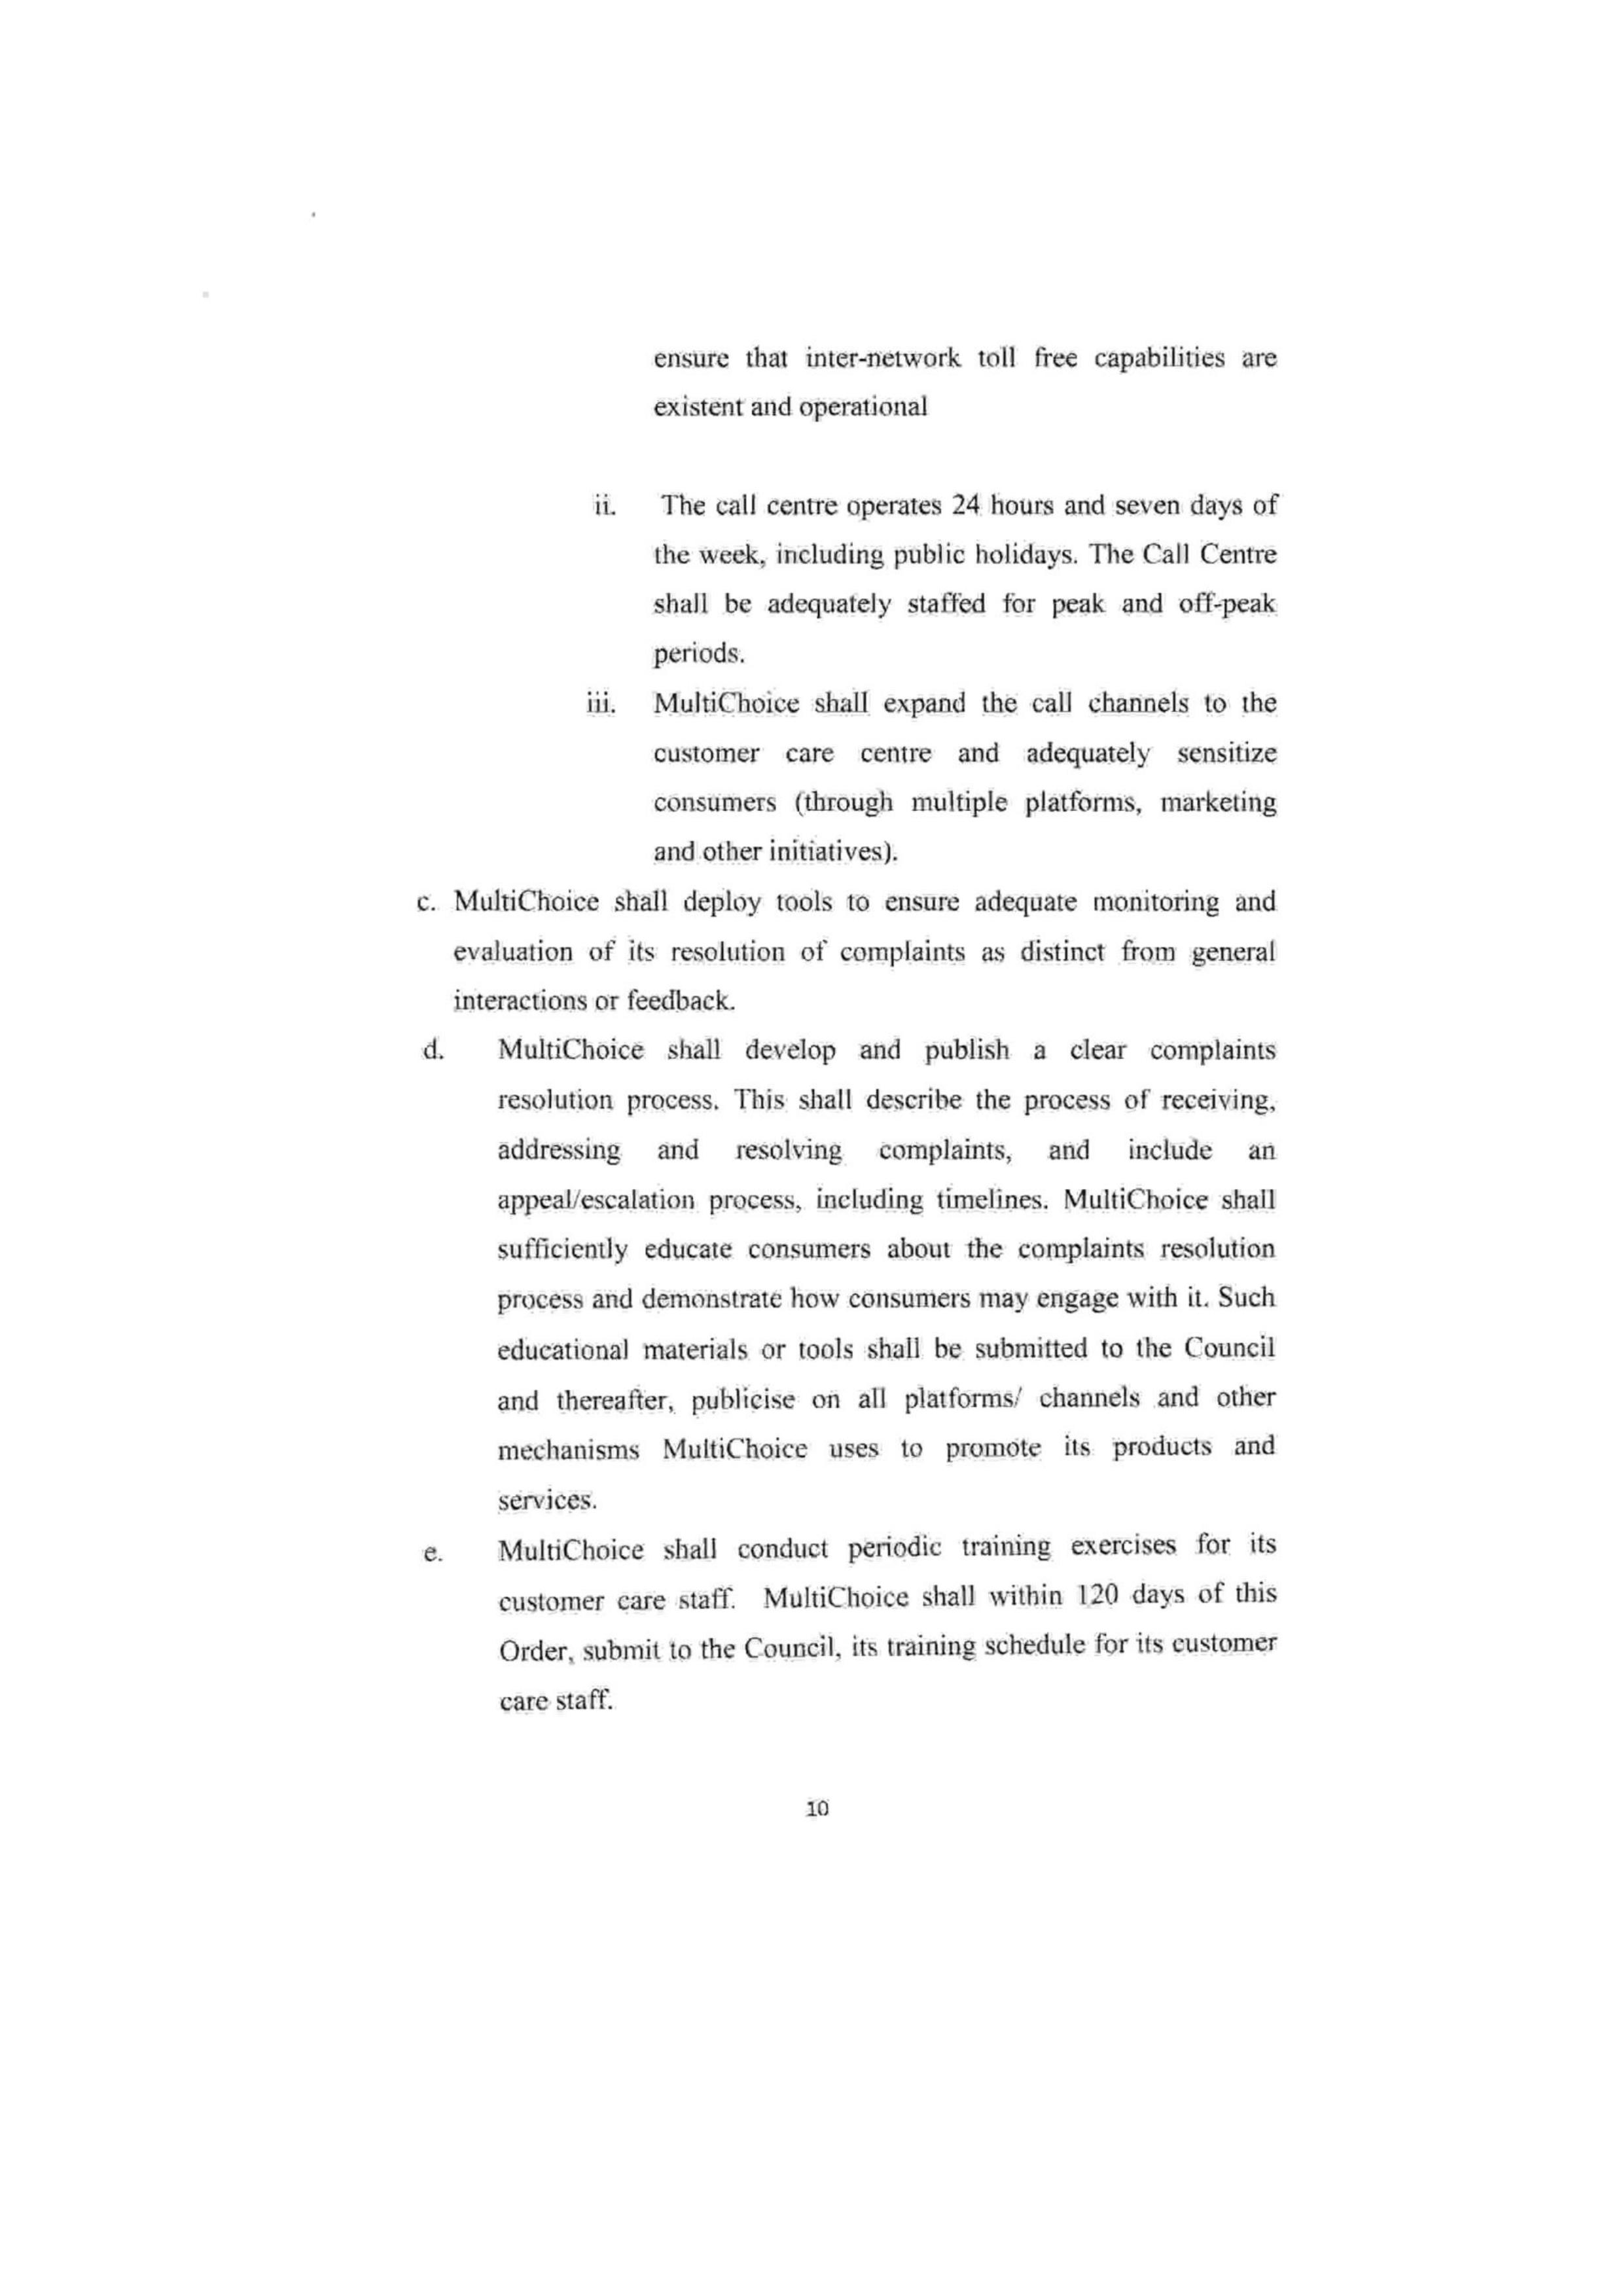 ensure that inter-network toll free capabilities are
existent and operational
ii. The call centre operates 24 hours and seven days of
the week, including public holidays. The Call Centre
shall be adequately staffed for peak and off-peak
periods.
iii. MultiChoice shall expand the call channels to the
customer care centre and adequately sensitize
consumers (through multiple platforms, marketing
and other initiatives).
c. MultiChoice shall deploy tools to ensure adequate monitoring and
evaluation of its resolution of complaints as distinct from general
interactions or feedback.
d. MultiChoice shall develop and publish a clear complaints
resolution process. This shall describe the process of receiving,
addressing and resolving complaints, and include an
appeal/escalation process, including timelines. MultiChoice shall
sufficiently educate consumers about the complaints resolution
process and demonstrate how consumers may engage with it. Such
educational materials or tools shall be submitted to the Council
and thereafter, publicise on all platforms/ channels and other
mechanisms MultiChoice uses to promote its products and
services.
e. MultiChoice shall conduct periodic training exercises for its
customer care staff. MultiChoice shall within 120 days of this
Order, submit to the Council, its training schedule for its customer
care staff.
10